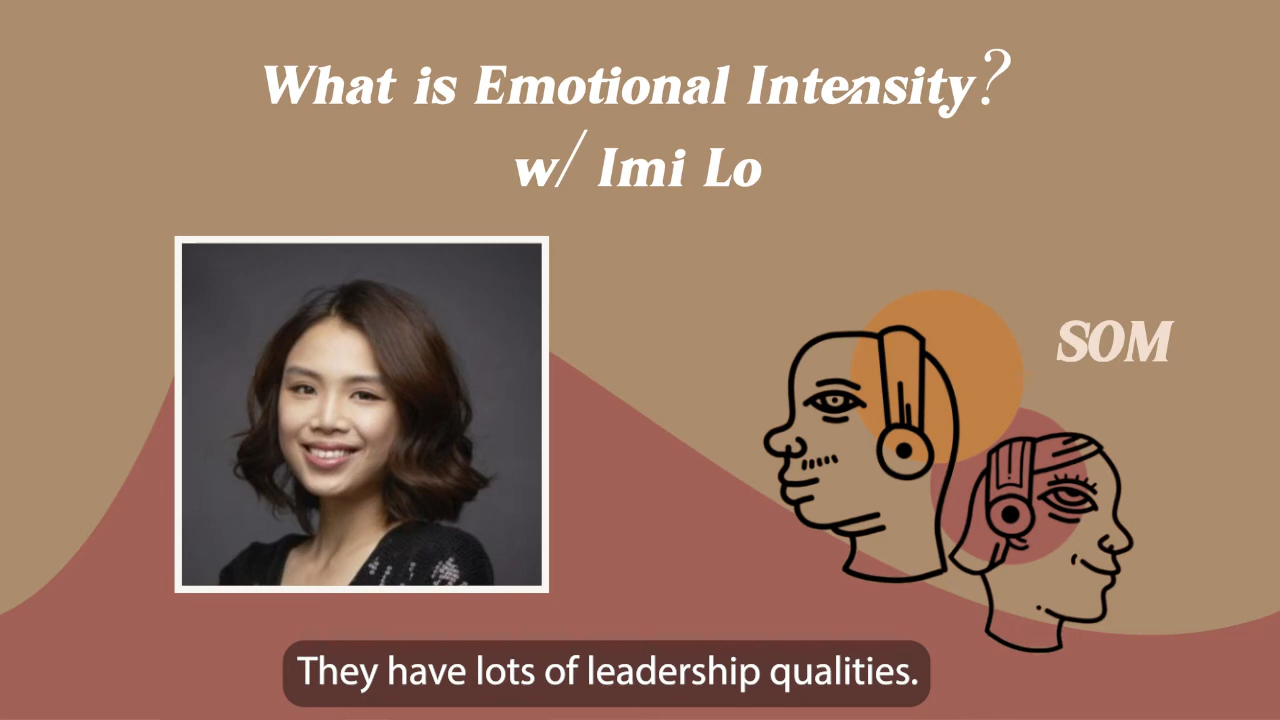 What is Emotional Intensity?
w/ Imi Lo
SOM
They have lots of leadership qualities.